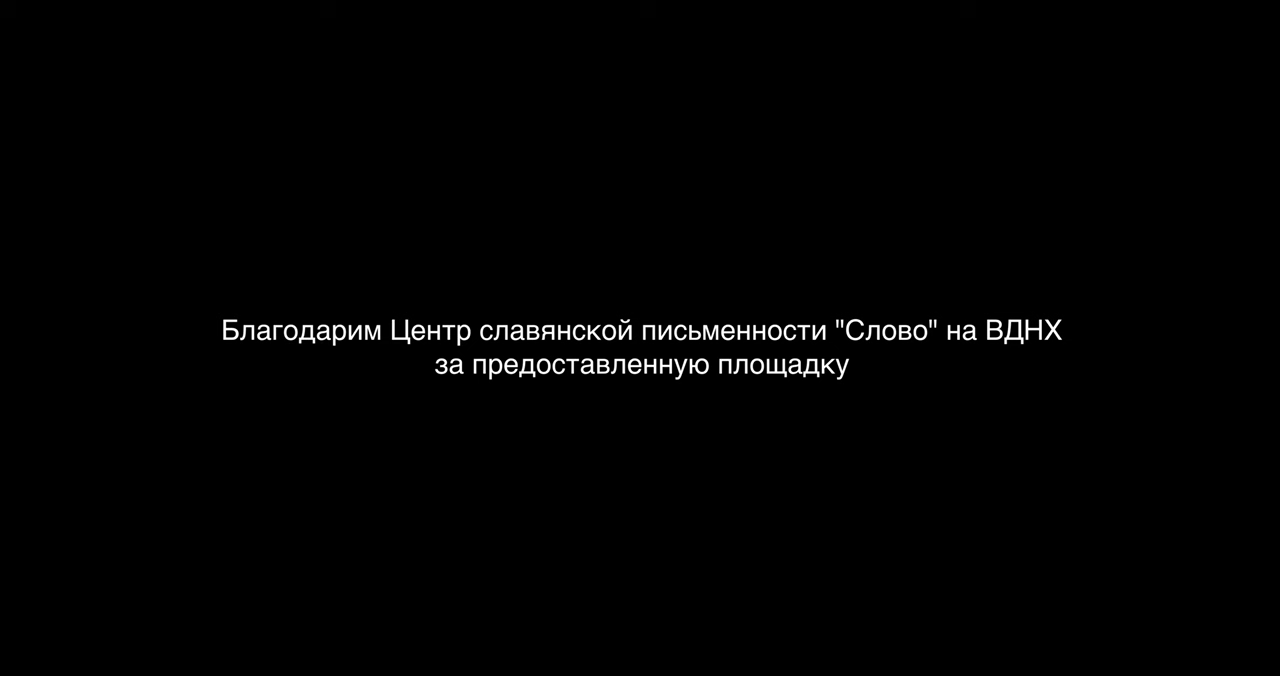 Благодарим Центр славянской письменности "Слово" на ВДНХ
за предоставленную площадку